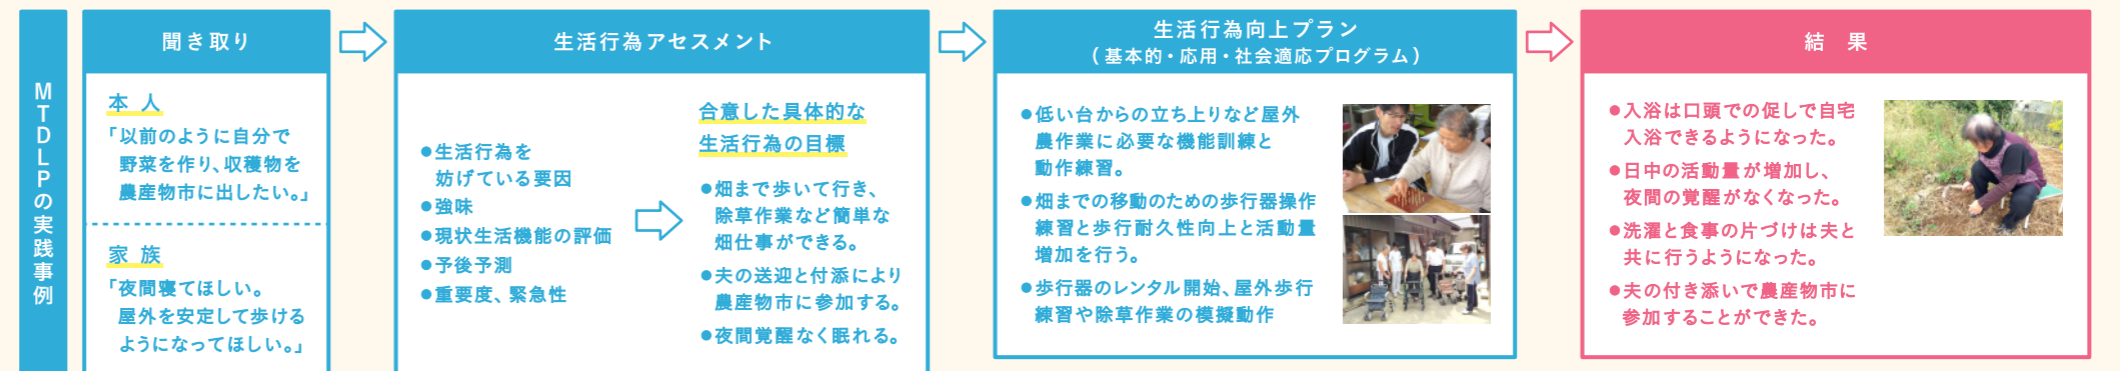 MTDLPの実践事例
聞き取り
本 人
「以前のように自分で
野菜を作り、収穫物を
農産物市に出したい。」
家 族
「夜間寝てほしい。
屋外を安定して歩ける
ようになってほしい。」
生活行為アセスメント
●生活行為を
妨げている要因
●強味
●現状生活機能の評価
●予後予測
●重要度、緊急性
合意した具体的な
生活行為の目標
●畑まで歩いて行き、
除草作業など簡単な
畑仕事ができる。
●夫の送迎と付添により
農産物市に参加する。
●夜間覚醒なく眠れる。
生活行為向上プラン
(基本的・応用・社会適応プログラム)
●低い台からの立ち上りなど屋外
農作業に必要な機能訓練と
動作練習。
●畑までの移動のための歩行器操作
練習と歩行耐久性向上と活動量
増加を行う。
●歩行器のレンタル開始、屋外歩行
練習や除草作業の模擬動作
結 果
●入浴は口頭での促しで自宅
入浴できるようになった。
●日中の活動量が増加し、
夜間の覚醒がなくなった。
●洗濯と食事の片づけは夫と
共に行うようになった。
●夫の付き添いで農産物市に
参加することができた。